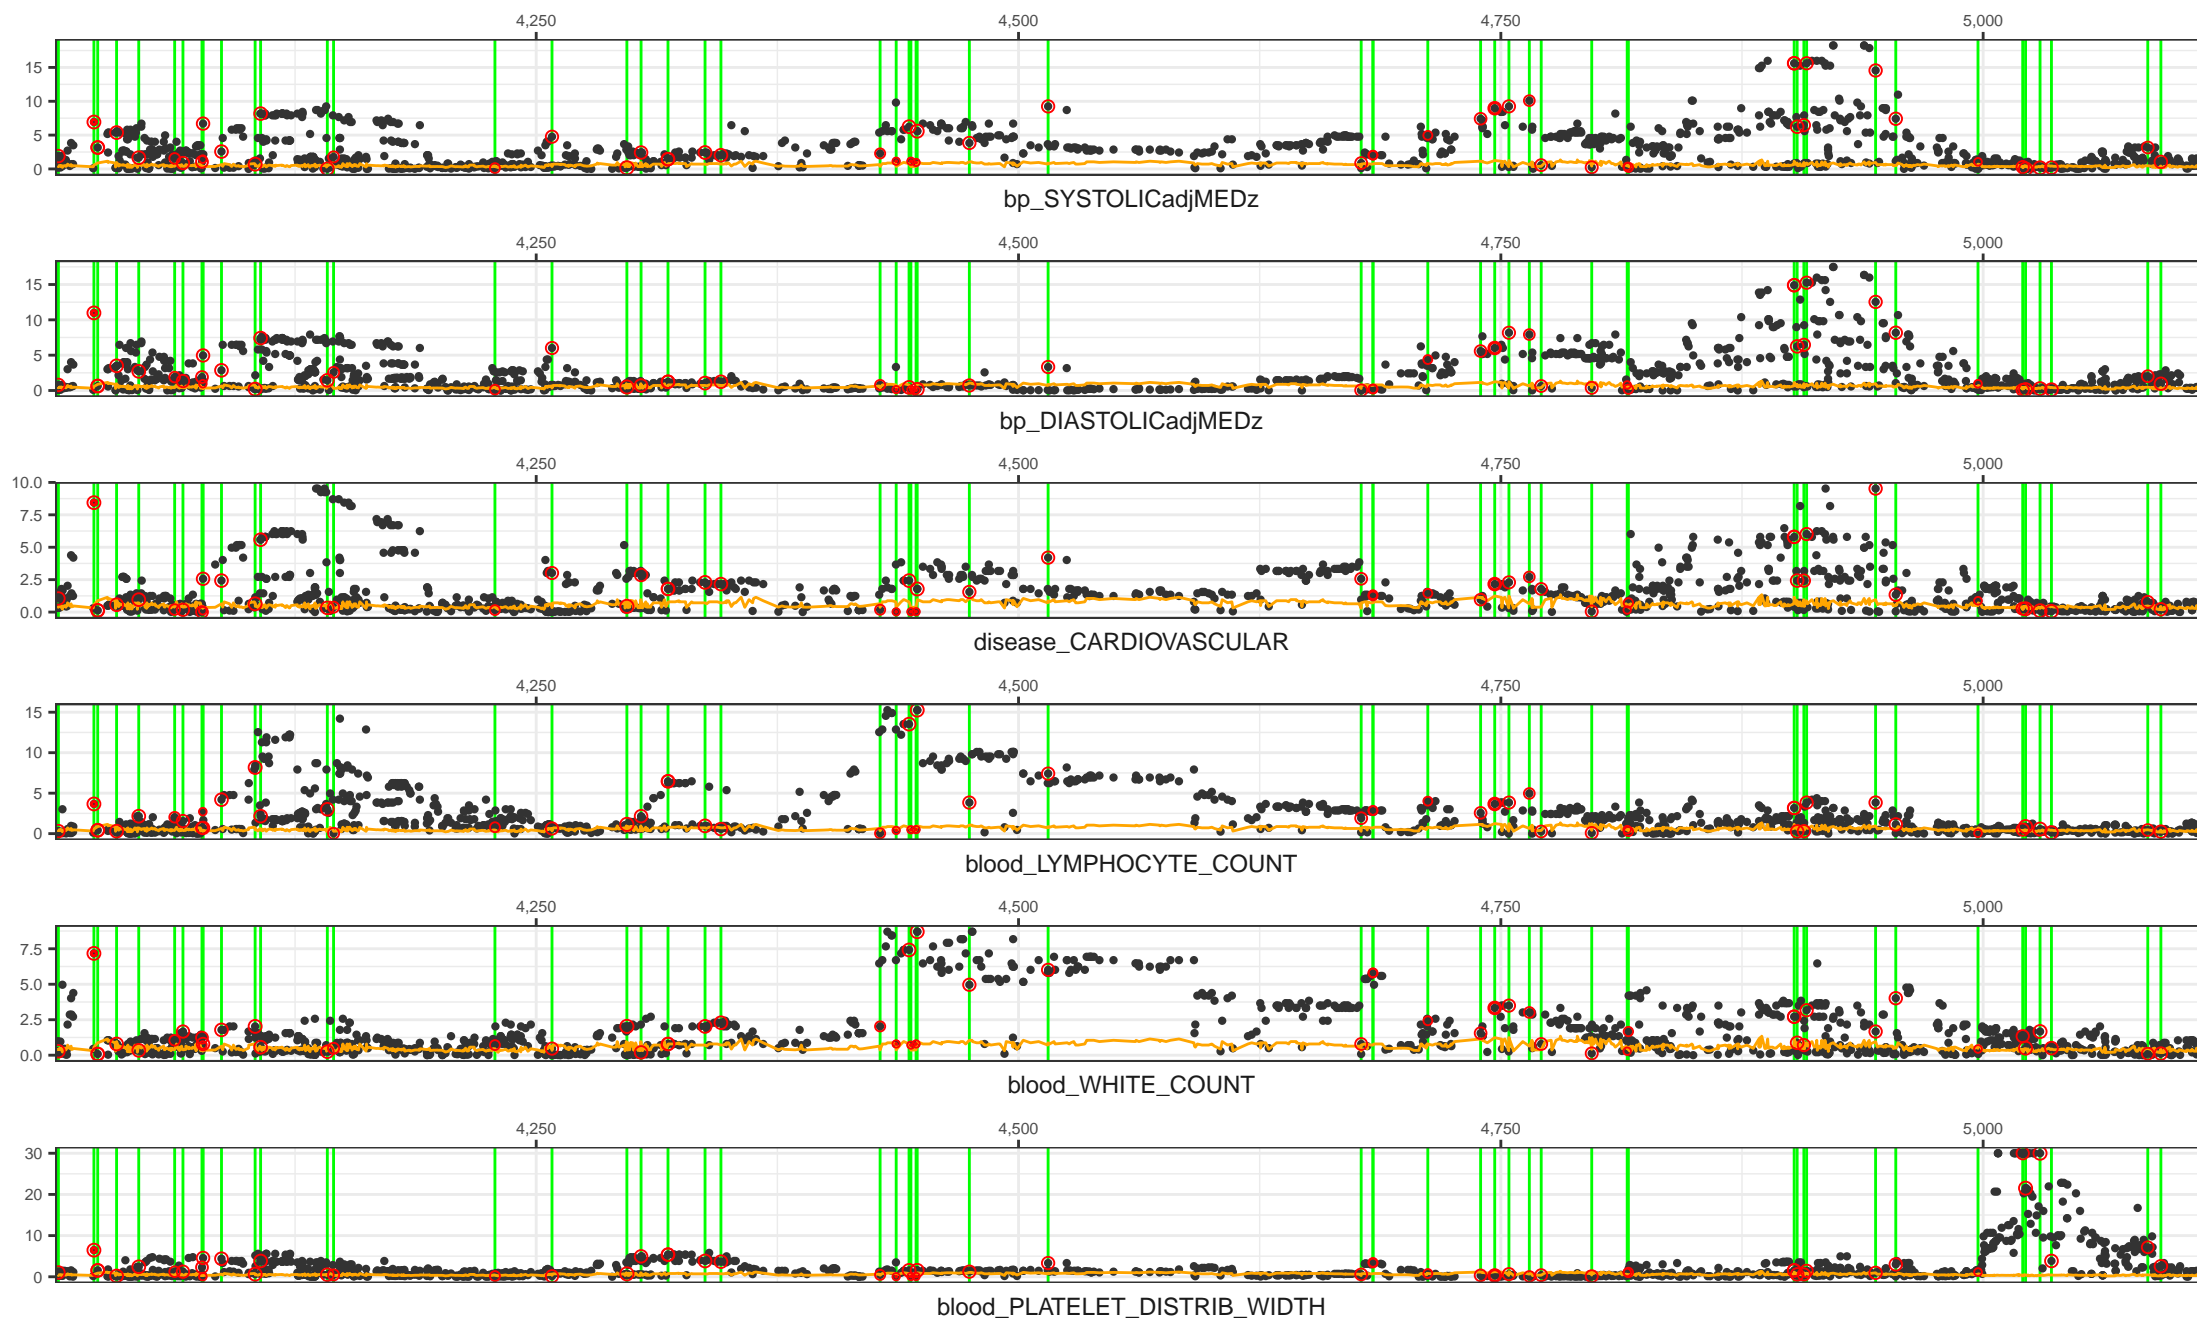 4,250 4,500 4,750 5,000
15
10
5
0
bp_SYSTOLICadjMEDz
4,250 4,500 4,750 5,000
15
10
5
0
bp_DIASTOLICadjMEDz
4,250 4,500 4,750 5,000
10.0
7.5
5.0
2.5
0.0
disease_CARDIOVASCULAR
4,250 4,500 4,750 5,000
15
10
5
0
blood_LYMPHOCYTE_COUNT
4,250 4,500 4,750 5,000
7.5
5.0
2.5
0.0
blood_WHITE_COUNT
4,250 4,500 4,750 5,000
30
20
10
0
blood_PLATELET_DISTRIB_WIDTH